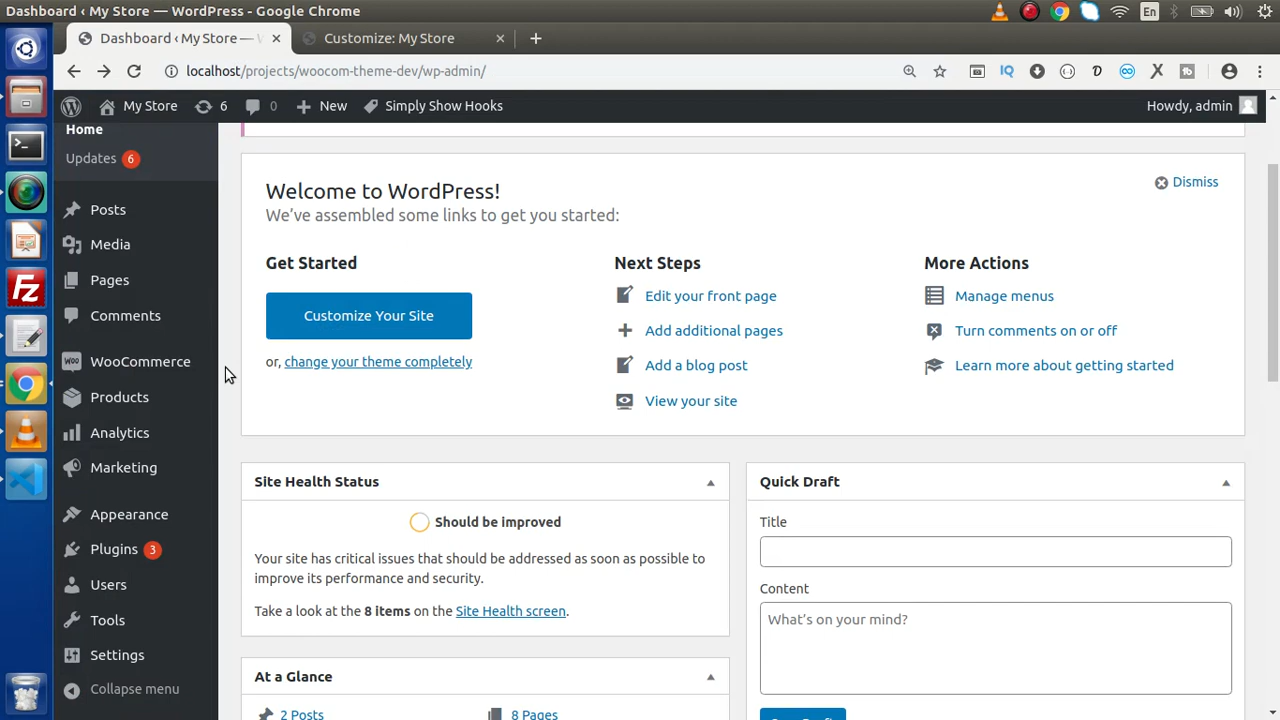 Dashboard ‹ My Store — WordPress - Google Chrome
En
Dashboard ‹ My Store —
Customize: My Store
localhost/projects/woocom-theme-dev/wp-admin/
IQ
D
X
My Store
6
0
New
Simply Show Hooks
Howdy, admin
Home
Updates 6
Posts
Media
Pages
Comments
WooCommerce
Products
Analytics
Marketing
Appearance
Plugins 3
Users
Tools
Settings
Collapse menu
Welcome to WordPress!
We've assembled some links to get you started:
Dismiss
Get Started
Customize Your Site
or, change your theme completely
Next Steps
Edit your front page
Add additional pages
Add a blog post
View your site
More Actions
Manage menus
Turn comments on or off
Learn more about getting started
Site Health Status
Should be improved
Your site has critical issues that should be addressed as soon as possible to
improve its performance and security.
Take a look at the 8 items on the Site Health screen.
At a Glance
2 Posts
8 Pages
Quick Draft
Title
Content
What's on your mind?